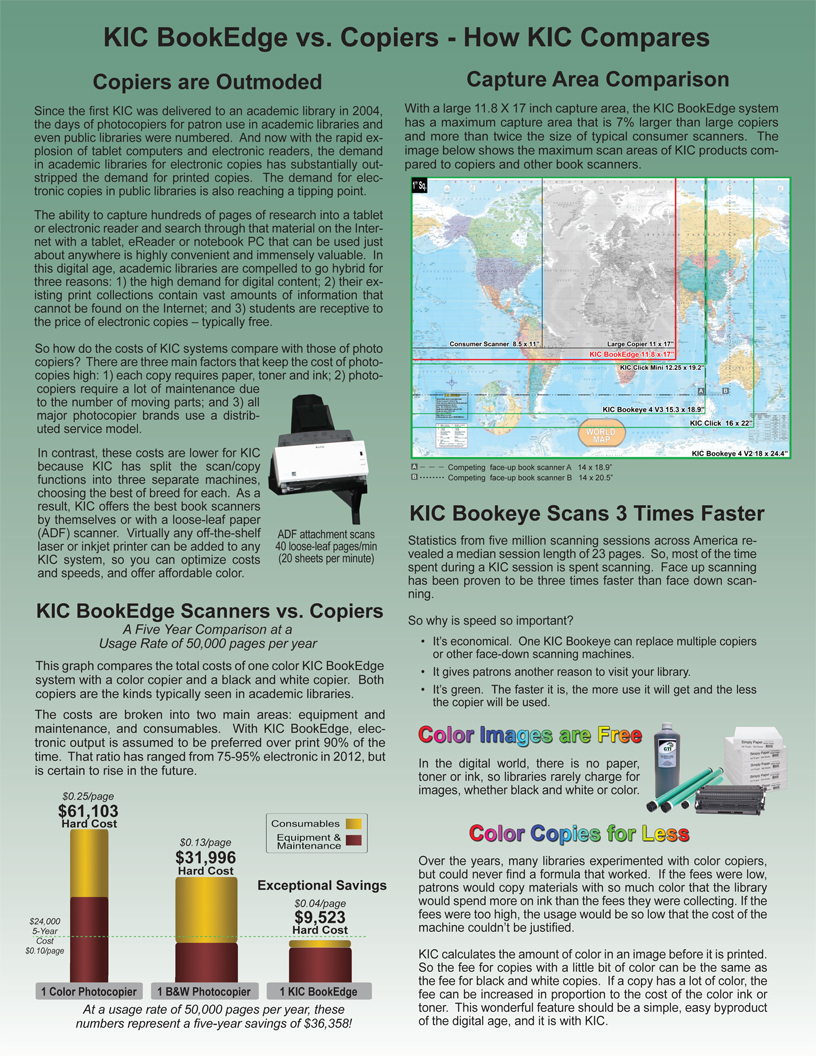 KIC BookEdge vs. Copiers - How KIC Compares
Copiers are Outmoded
Since the first KIC was delivered to an academic library in 2004,
the days of photocopiers for patron use in academic libraries and
even public libraries were numbered. And now with the rapid ex-
plosion of tablet computers and electronic readers, the demand
in academic libraries for electronic copies has substantially out-
stripped the demand for printed copies. The demand for elec-
tronic copies in public libraries is also reaching a tipping point.
The ability to capture hundreds of pages of research into a tablet
or electronic reader and search through that material on the Inter-
net with a tablet, eReader or notebook PC that can be used just
about anywhere is highly convenient and immensely valuable. In
this digital age, academic libraries are compelled to go hybrid for
three reasons: 1) the high demand for digital content; 2) their ex-
isting print collections contain vast amounts of information that
cannot be found on the Internet; and 3) students are receptive to
the price of electronic copies – typically free.
So how do the costs of KIC systems compare with those of photo
copiers? There are three main factors that keep the cost of photo-
copies high: 1) each copy requires paper, toner and ink; 2) photo-
copiers require a lot of maintenance due
to the number of moving parts; and 3) all
major photocopier brands use a distrib-
uted service model.
In contrast, these costs are lower for KIC
because KIC has split the scan/copy
functions into three separate machines,
choosing the best of breed for each. As a
result, KIC offers the best book scanners
by themselves or with a loose-leaf paper
(ADF) scanner. Virtually any off-the-shelf
laser or inkjet printer can be added to any
KIC system, so you can optimize costs
and speeds, and offer affordable color.
ADF attachment scans
40 loose-leaf pages/min
(20 sheets per minute)
KIC BookEdge Scanners vs. Copiers
A Five Year Comparison at a
Usage Rate of 50,000 pages per year
This graph compares the total costs of one color KIC BookEdge
system with a color copier and a black and white copier. Both
copiers are the kinds typically seen in academic libraries.
The costs are broken into two main areas: equipment and
maintenance, and consumables. With KIC BookEdge, elec-
tronic output is assumed to be preferred over print 90% of the
time. That ratio has ranged from 75-95% electronic in 2012, but
is certain to rise in the future.
$0.25/page
$61,103
Hard Cost
$0.13/page
$31,996
Hard Cost
Consumables
Equipment &
Maintenance
Exceptional Savings
$0.04/page
$9,523
Hard Cost
$24,000
5-Year
Cost
$0.10/page
1 Color Photocopier
1 B&W Photocopier
1 KIC BookEdge
At a usage rate of 50,000 pages per year, these
numbers represent a five-year savings of $36,358!
Capture Area Comparison
With a large 11.8 X 17 inch capture area, the KIC BookEdge system
has a maximum capture area that is 7% larger than large copiers
and more than twice the size of typical consumer scanners. The
image below shows the maximum scan areas of KIC products com-
pared to copiers and other book scanners.
1" Sq.
Consumer Scanner 8.5 x 11"
Large Copier 11 x 17"
KIC BookEdge 11.8 x 17"
KIC Click Mini 12.25 x 19.2"
A
B
KIC Bookeye 4 V3 15.3 x 18.9"
KIC Click 16 x 22"
WORLD
MAP
KIC Bookeye 4 V2 18 x 24.4"
A Competing face-up book scanner A 14 x 18.9"
B Competing face-up book scanner B 14 x 20.5"
KIC Bookeye Scans 3 Times Faster
Statistics from five million scanning sessions across America re-
vealed a median session length of 23 pages. So, most of the time
spent during a KIC session is spent scanning. Face up scanning
has been proven to be three times faster than face down scan-
ning.
So why is speed so important?
• It's economical. One KIC Bookeye can replace multiple copiers
or other face-down scanning machines.
• It gives patrons another reason to visit your library.
• It's green. The faster it is, the more use it will get and the less
the copier will be used.
Color Images are Free
In the digital world, there is no paper,
toner or ink, so libraries rarely charge for
images, whether black and white or color.
Color Copies for Less
Over the years, many libraries experimented with color copiers,
but could never find a formula that worked. If the fees were low,
patrons would copy materials with so much color that the library
would spend more on ink than the fees they were collecting. If the
fees were too high, the usage would be so low that the cost of the
machine couldn't be justified.
KIC calculates the amount of color in an image before it is printed.
So the fee for copies with a little bit of color can be the same as
the fee for black and white copies. If a copy has a lot of color, the
fee can be increased in proportion to the cost of the color ink or
toner. This wonderful feature should be a simple, easy byproduct
of the digital age, and it is with KIC.